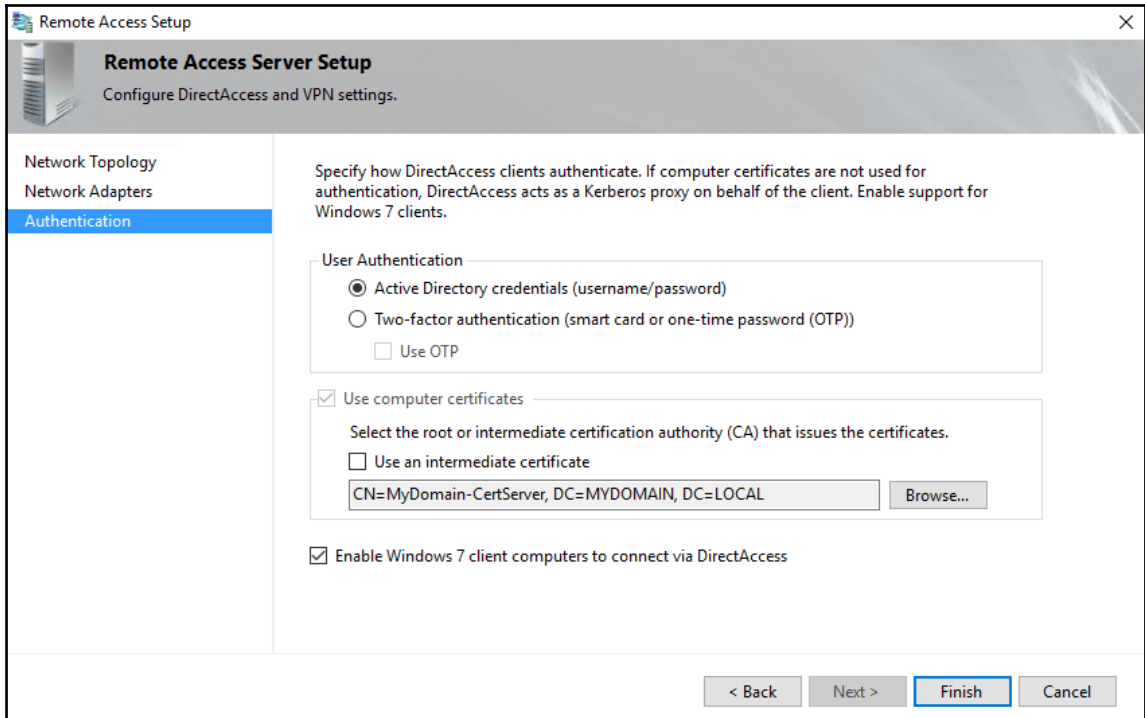 Remote Access Setup
Remote Access Server Setup
Configure DirectAccess and VPN settings.
Network Topology
Network Adapters
Authentication
Specify how DirectAccess clients authenticate. If computer certificates are not used for
authentication, DirectAccess acts as a Kerberos proxy on behalf of the client. Enable support for
Windows 7 clients.
User Authentication
Active Directory credentials (username/password)
Two-factor authentication (smart card or one-time password (OTP))
Use OTP
Use computer certificates
Select the root or intermediate certification authority (CA) that issues the certificates.
Use an intermediate certificate
CN=MyDomain-CertServer, DC=MYDOMAIN, DC=LOCAL
Browse...
Enable Windows 7 client computers to connect via DirectAccess
< Back
Next >
Finish
Cancel